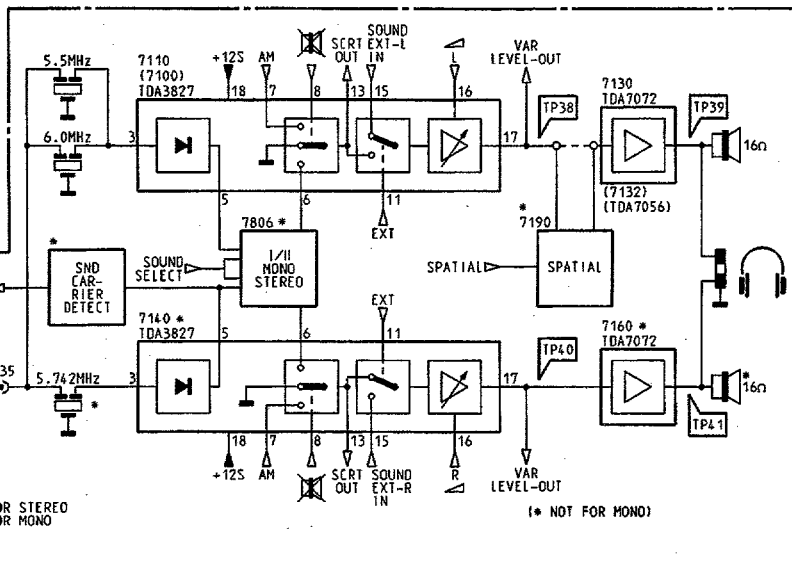 5.5MHz
6.0MHz
7110
(7100)
TDA3827
+12S
AM
SCRT
OUT
SOUND
EXT-L
IN
L
VAR
LEVEL-OUT
18
7
8
13
15
16
3
17
5
6
11
EXT
TP38
7130
TDA7072
TP39
16Ω
(7132)
(TDA7056)
*
7190
SPATIAL
SPATIAL
7806 *
I/II
MONO
STEREO
SOUND
SELECT
*
SND
CAR-
RIER
DETECT
35
5.742MHz
*
7140 *
TDA3827
EXT
5
6
11
3
17
18
7
8
13
15
16
+12S
AM
SCRT
OUT
SOUND
EXT-R
IN
R
VAR
LEVEL-OUT
TP40
7160 *
TDA7072
*
16Ω
TP41
OR STEREO
OR MONO
(* NOT FOR MONO)